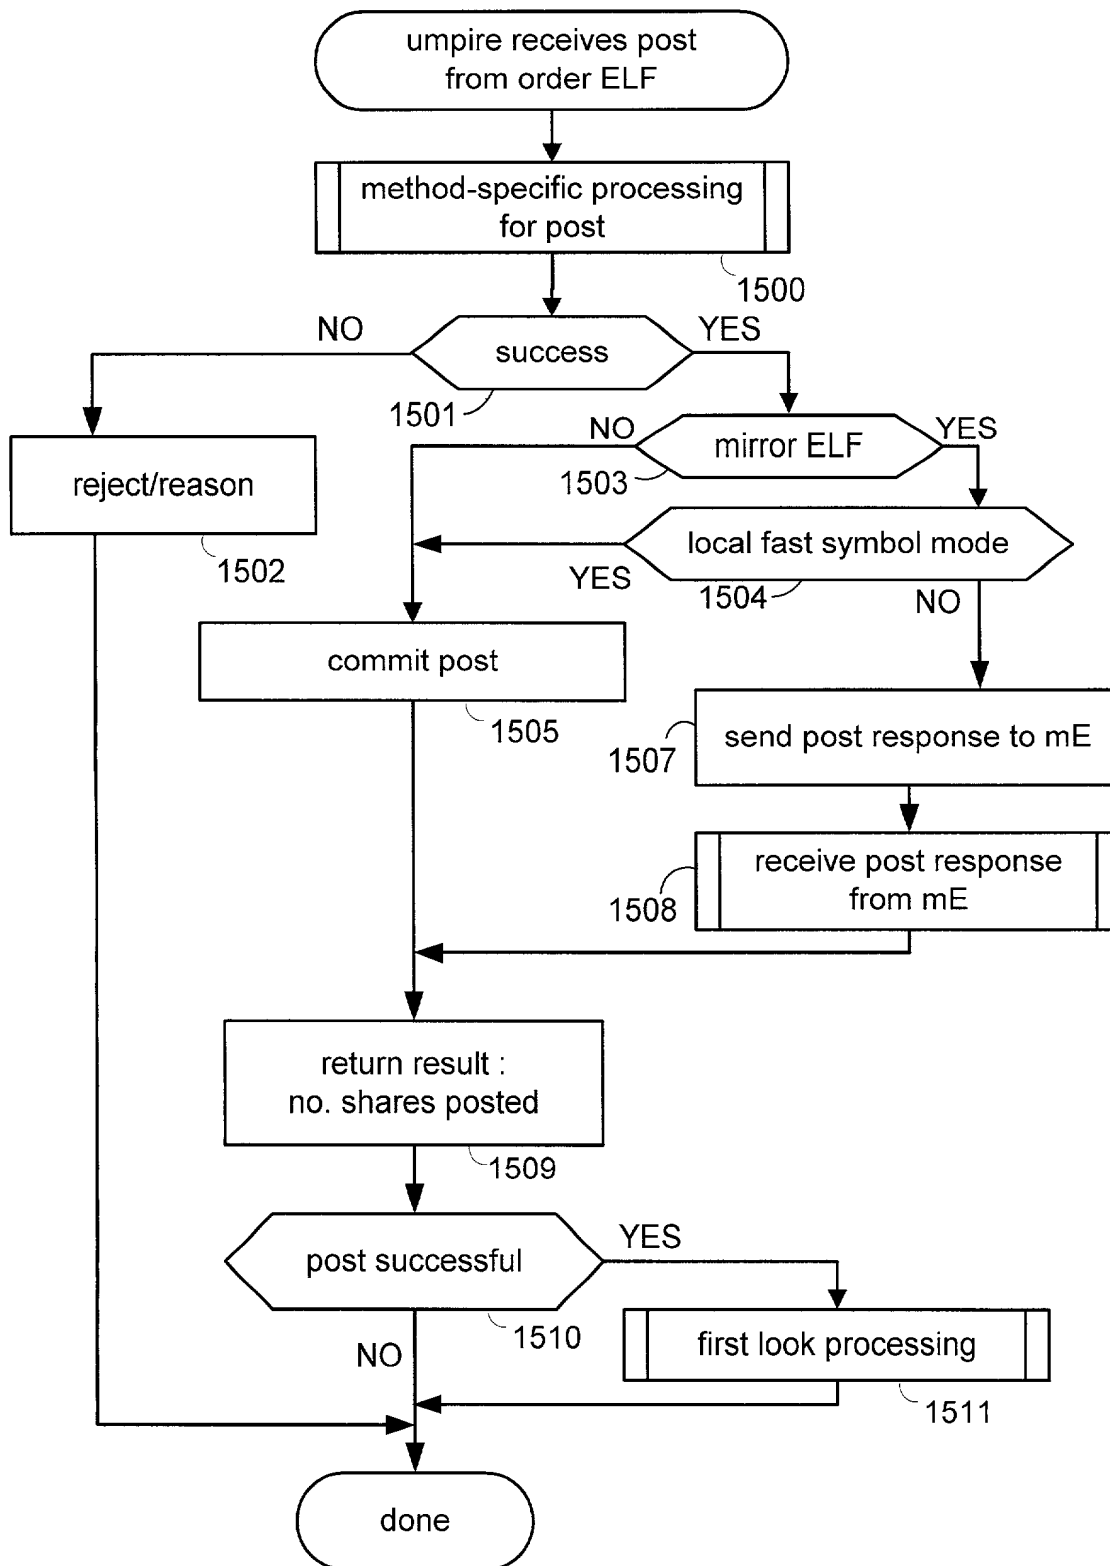 umpire receives post
from order ELF
method-specific processing
for post
1500
NO
YES
success
1501
NO
YES
mirror ELF
1503
reject/reason
1502
local fast symbol mode
YES
1504
NO
commit post
1505
send post response to mE
1507
receive post response
from mE
1508
return result :
no. shares posted
1509
YES
post successful
1510
NO
first look processing
1511
done